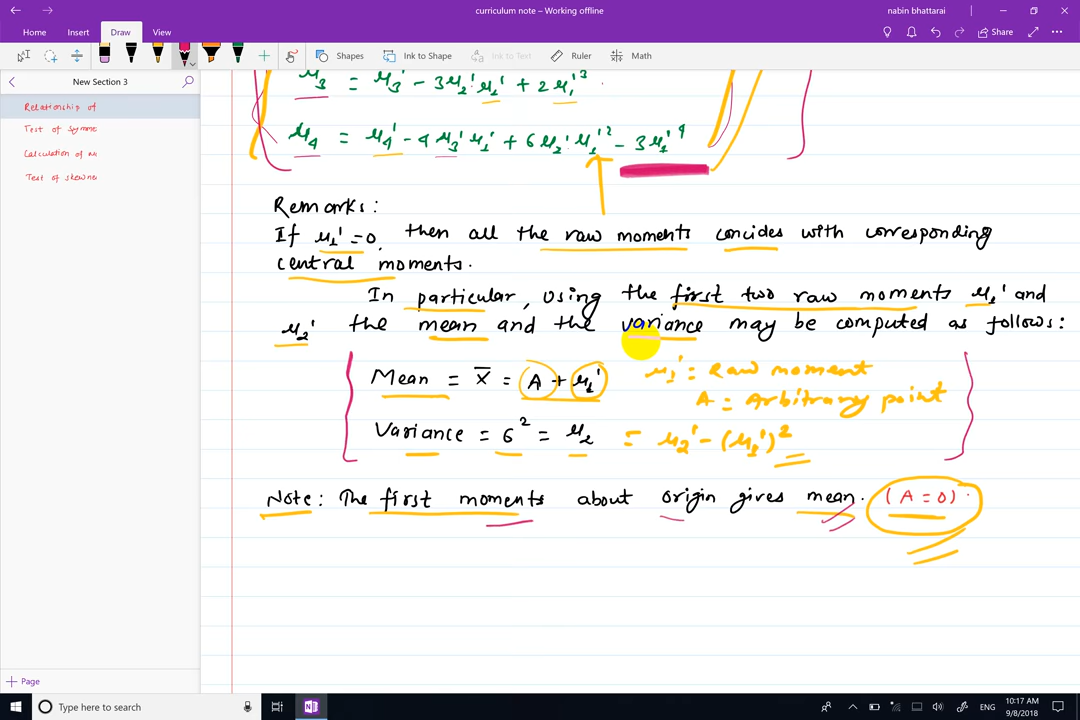 curriculum note – Working offline
nabin bhattarai
Home Insert Draw View
Share
Shapes Ink to Shape Ink to Text Ruler Math
New Section 3
Relationship of
Test of Symme
Calculation of
Test of skewne
μ₃ = μ₃' - 3μ₂'μ₁' + 2μ₁'³
μ₄ = μ₄' - 4μ₃'μ₁' + 6μ₂'μ₁'² - 3μ₁'⁴
Remarks:
If μ₁' = 0, then all the raw moments concides with corresponding
central moments.
In particular, using the first two raw moments μ₁' and
μ₂' the mean and the variance may be computed as follows:
Mean = X̄ = A + μ₁' μ₁' = Raw moment
A = Arbitrary point
Variance = σ² = μ₂ = μ₂' - (μ₁')²
Note: The first moments about origin gives mean. (A = 0).
Page
Type here to search
ENG
10:17 AM
9/8/2018